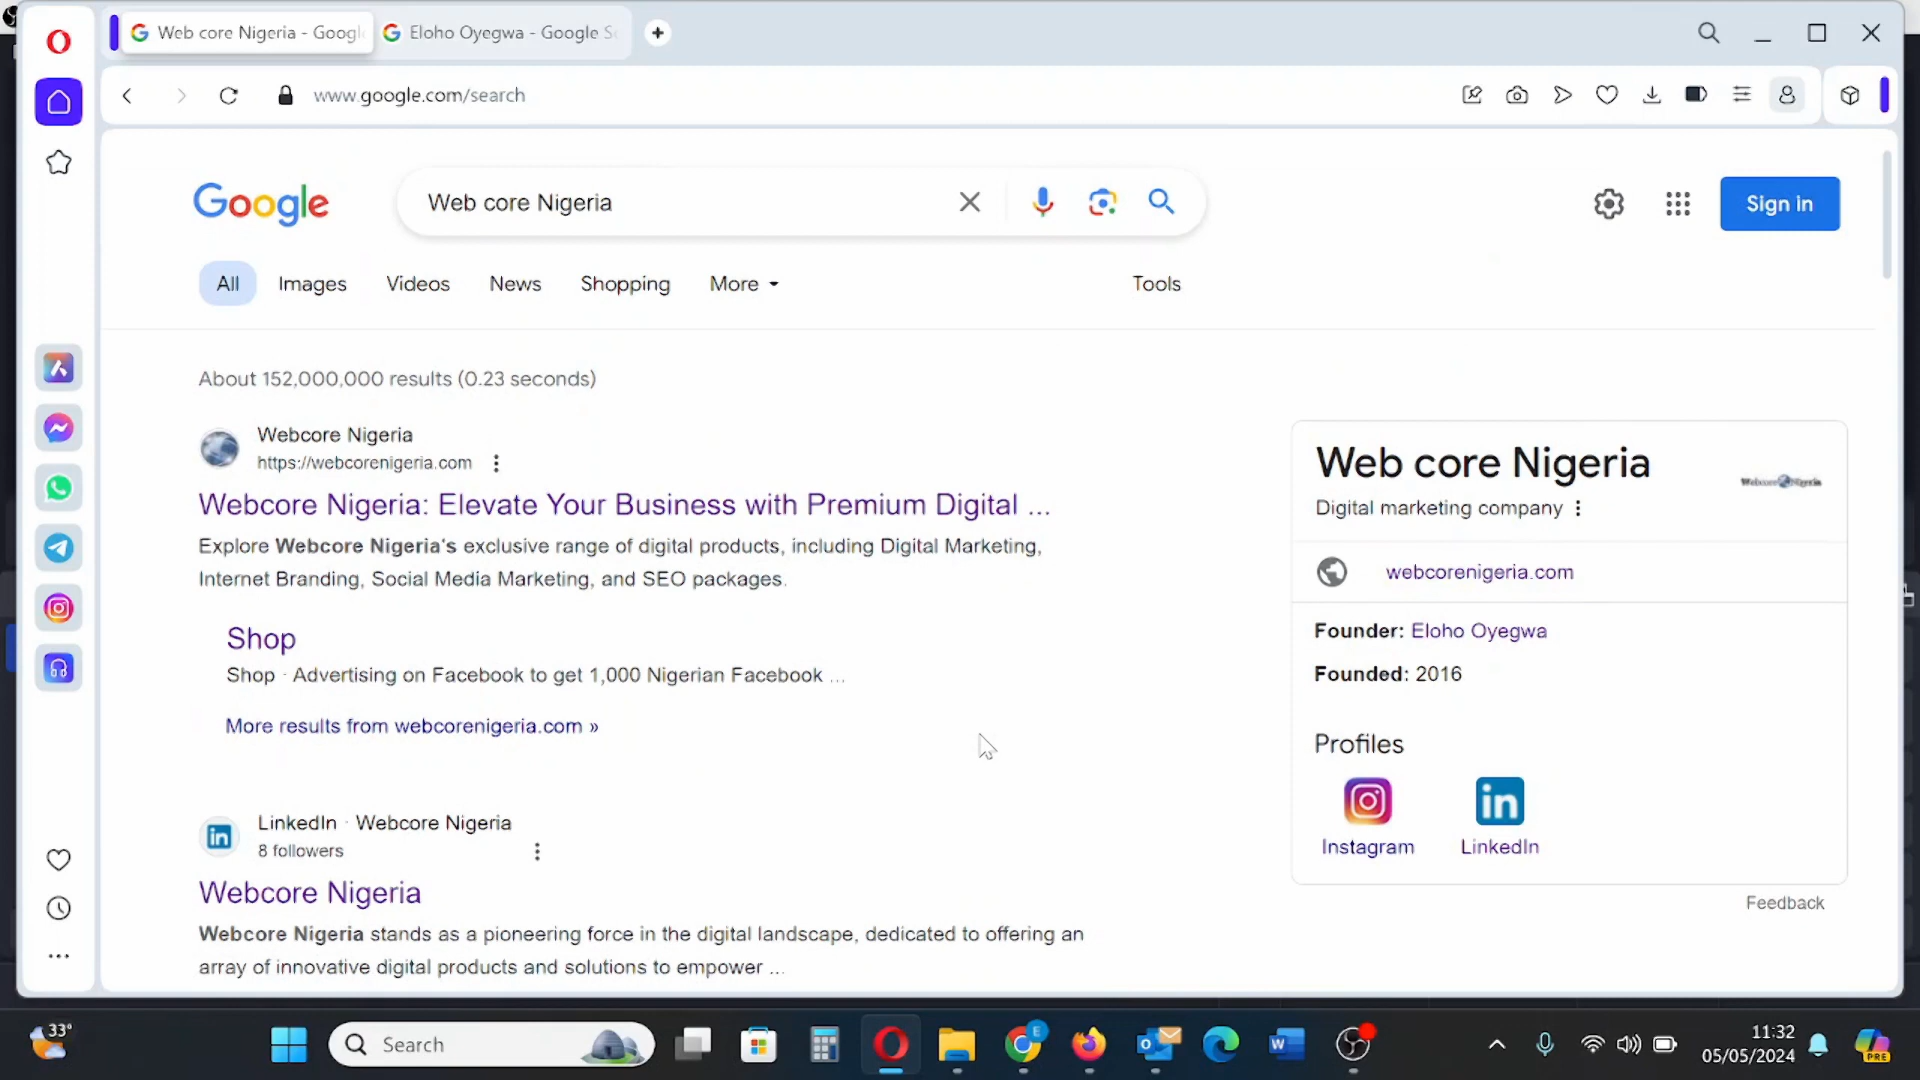 Web core Nigeria - Googl
Eloho Oyegwa - Google S
www.google.com/search
Google
Web core Nigeria
Sign in
All
Images
Videos
News
Shopping
More
Tools
About 152,000,000 results (0.23 seconds)
Webcore Nigeria
https://webcorenigeria.com
Webcore Nigeria: Elevate Your Business with Premium Digital ...
Explore Webcore Nigeria's exclusive range of digital products, including Digital Marketing,
Internet Branding, Social Media Marketing, and SEO packages.
Shop
Shop · Advertising on Facebook to get 1,000 Nigerian Facebook ...
More results from webcorenigeria.com »
LinkedIn · Webcore Nigeria
8 followers
Webcore Nigeria
Webcore Nigeria stands as a pioneering force in the digital landscape, dedicated to offering an
array of innovative digital products and solutions to empower ...
Web core Nigeria
Webcore Nigeria
Digital marketing company
webcorenigeria.com
Founder: Eloho Oyegwa
Founded: 2016
Profiles
in
Instagram
LinkedIn
Feedback
33°
Search
E
W
11:32
05/05/2024
PRE